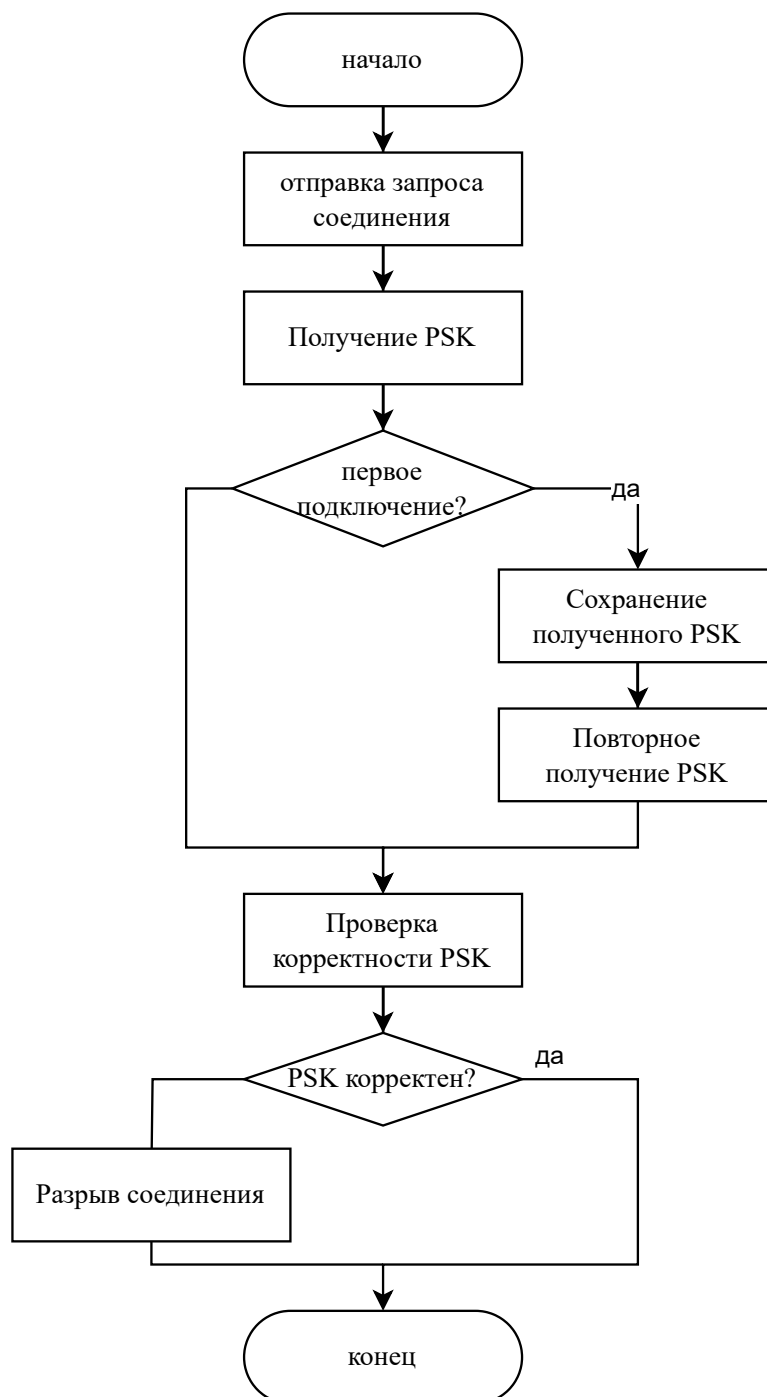 начало
отправка запроса
соединения
Получение PSK
первое
подключение?
да
Сохранение
полученного PSK
Повторное
получение PSK
Проверка
корректности PSK
PSK корректен?
да
Разрыв соединения
конец